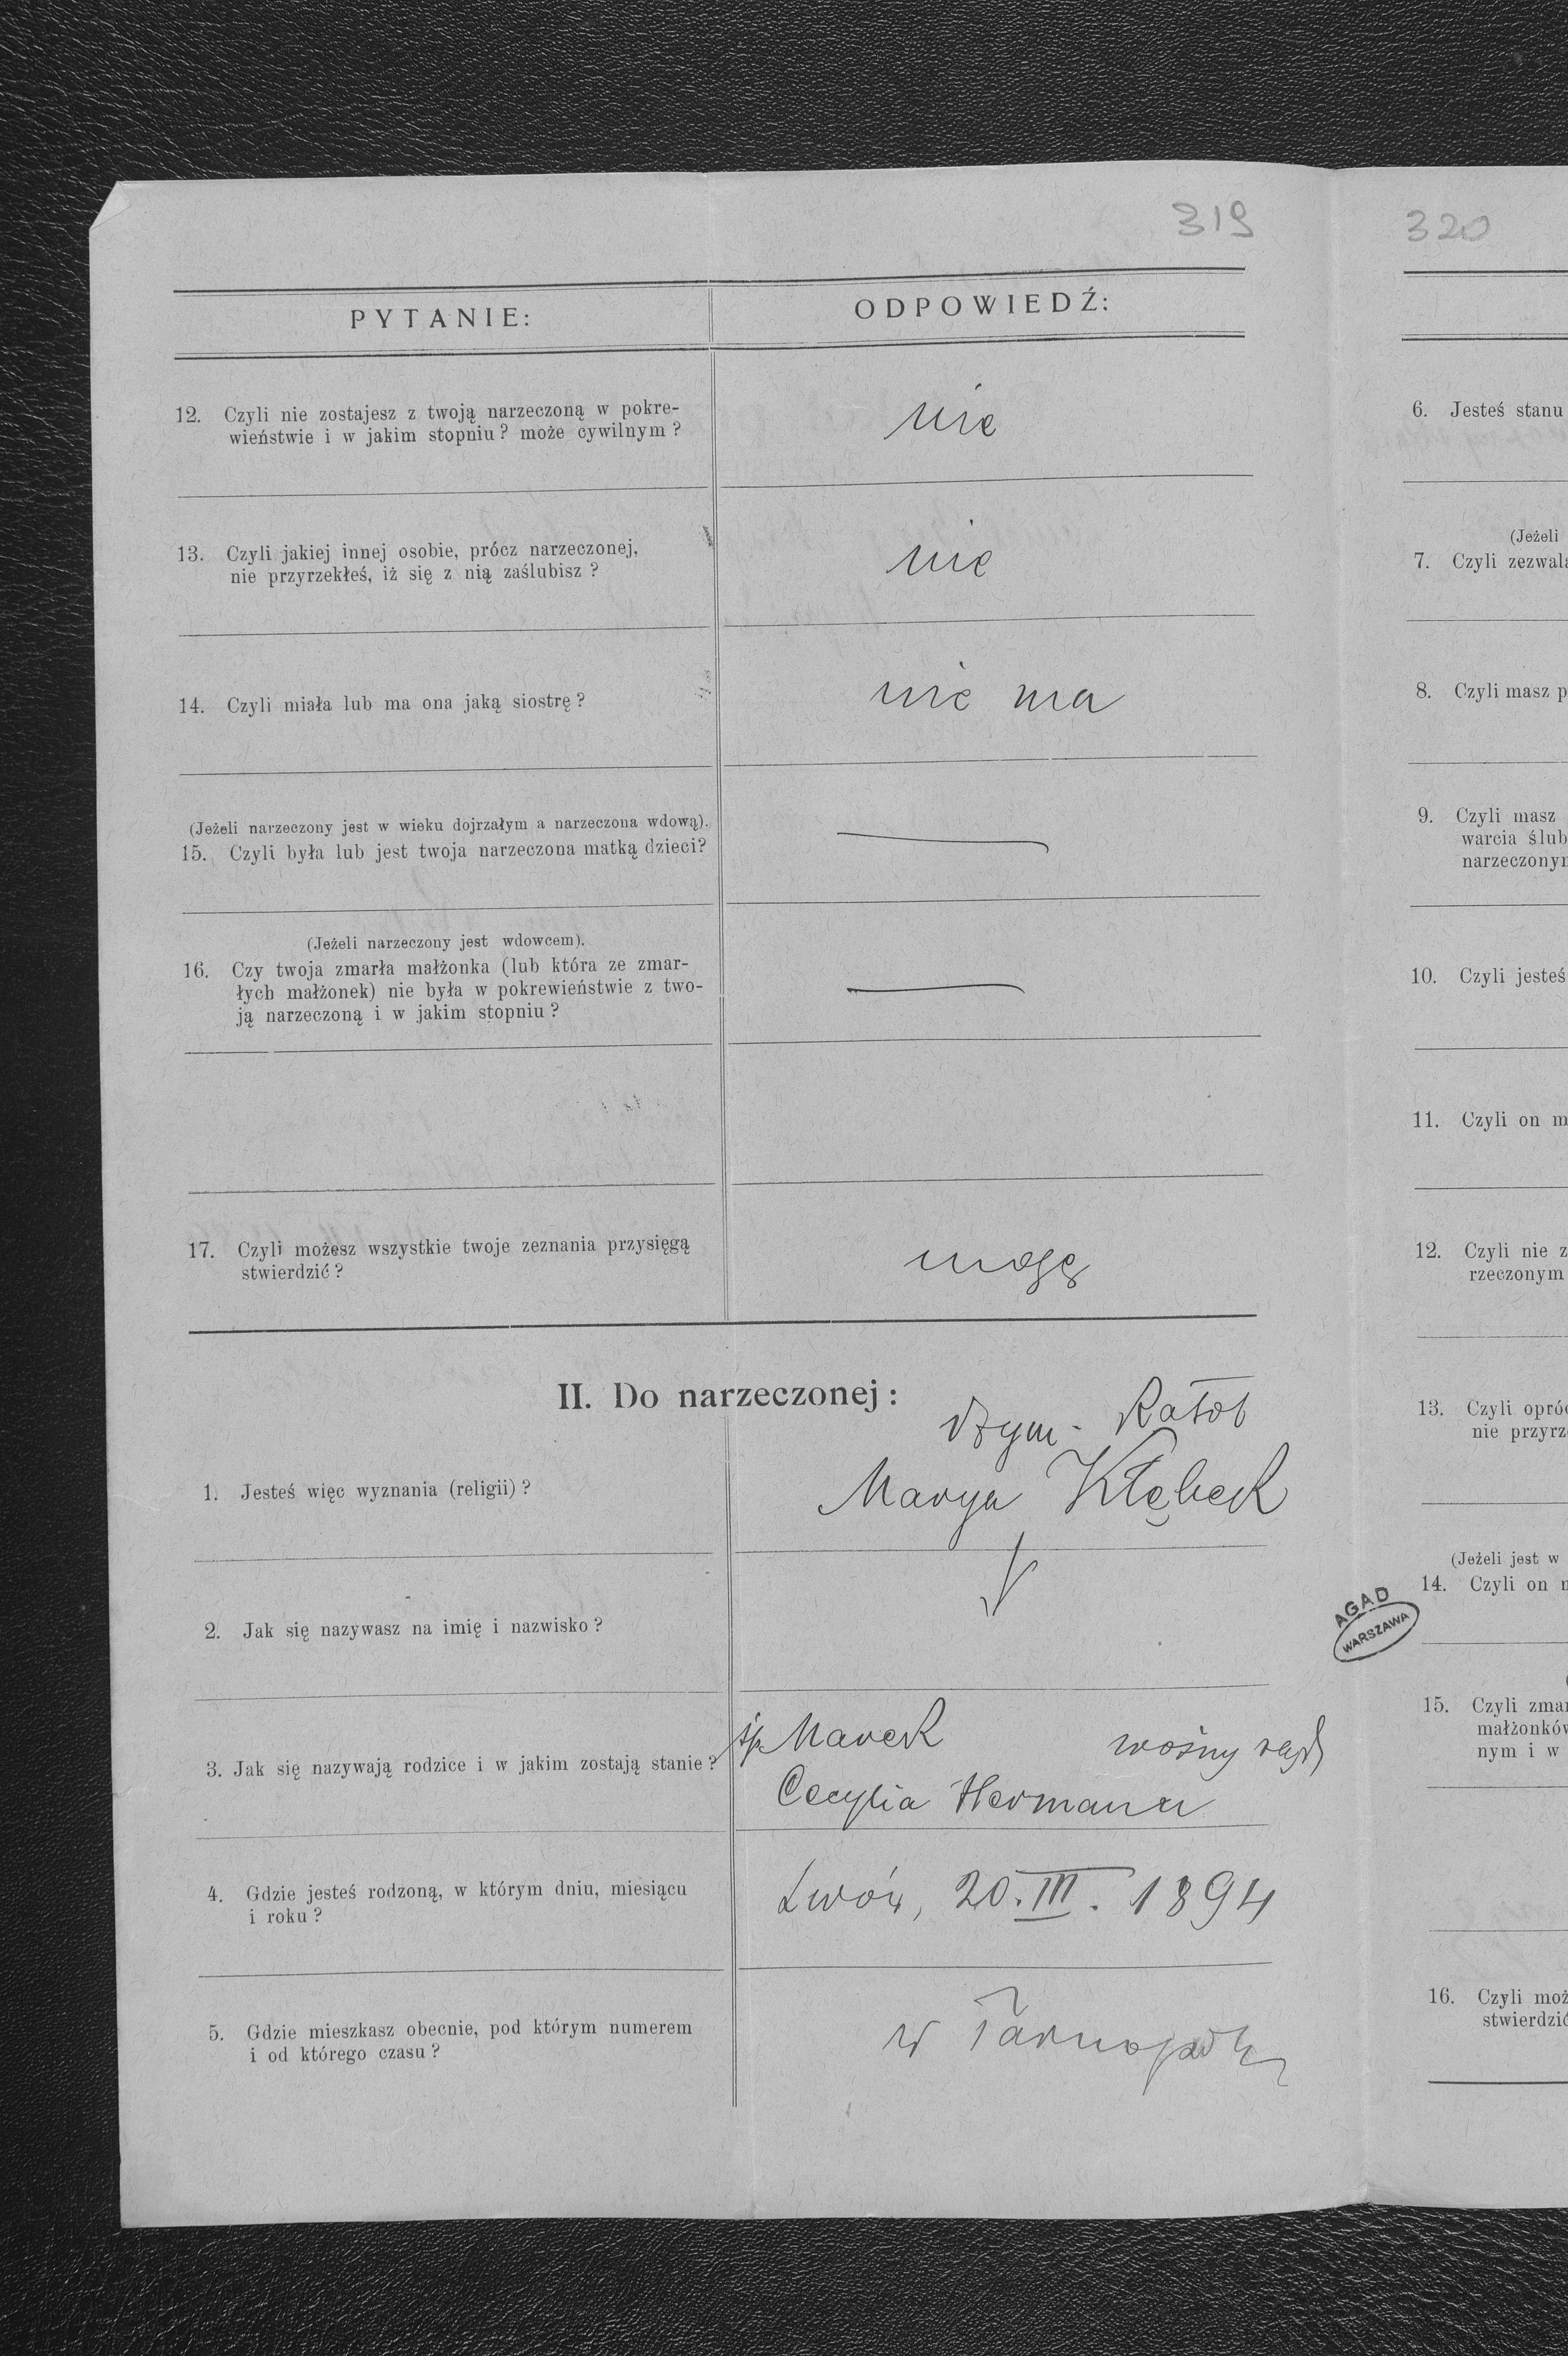 319
PYTANIE:
ODPOWIEDŹ:
12. Czyli nie zostajesz z twoją narzeczoną w pokre-
wieństwie i w jakim stopniu? może cywilnym?
nie
13. Czyli jakiej innej osobie, prócz narzeczonej,
nie przyrzekłeś, iż się z nią zaślubisz?
nie
14. Czyli miała lub ma ona jaką siostrę?
nie ma
(Jeżeli narzeczony jest w wieku dojrzałym a narzeczona wdową).
15. Czyli była lub jest twoja narzeczona matką dzieci?
(Jeżeli narzeczony jest wdowcem).
16. Czy twoja zmarła małżonka (lub która ze zmar-
łych małżonek) nie była w pokrewieństwie z two-
ją narzeczoną i w jakim stopniu?
17. Czyli możesz wszystkie twoje zeznania przysięgą
stwierdzić?
mogę
II. Do narzeczonej:
rzym-
1. Jesteś więc wyznania (religii)?
Marya Kłębek
2. Jak się nazywasz na imię i nazwisko?
3. Jak się nazywają rodzice i w jakim zostają stanie?
śp. Marek woźny
Cecylia Hermann
4. Gdzie jesteś rodzoną, w którym dniu, miesiącu
i roku?
Lwów, 20. III. 1894
5. Gdzie mieszkasz obecnie, pod którym numerem
i od którego czasu?
w Tarnopolu
320
6. Jesteś stanu
(Jeżeli
7. Czyli zezwala
8. Czyli masz p
9. Czyli masz
warcia ślub
narzeczonym
10. Czyli jesteś
11. Czyli on m
12. Czyli nie z
rzeczonym
13. Czyli opróc
nie przyrz
(Jeżeli jest w
14. Czyli on
AGAD
WARSZAWA
15. Czyli zmar
małżonków
nym i w
16. Czyli moż
stwierdzić